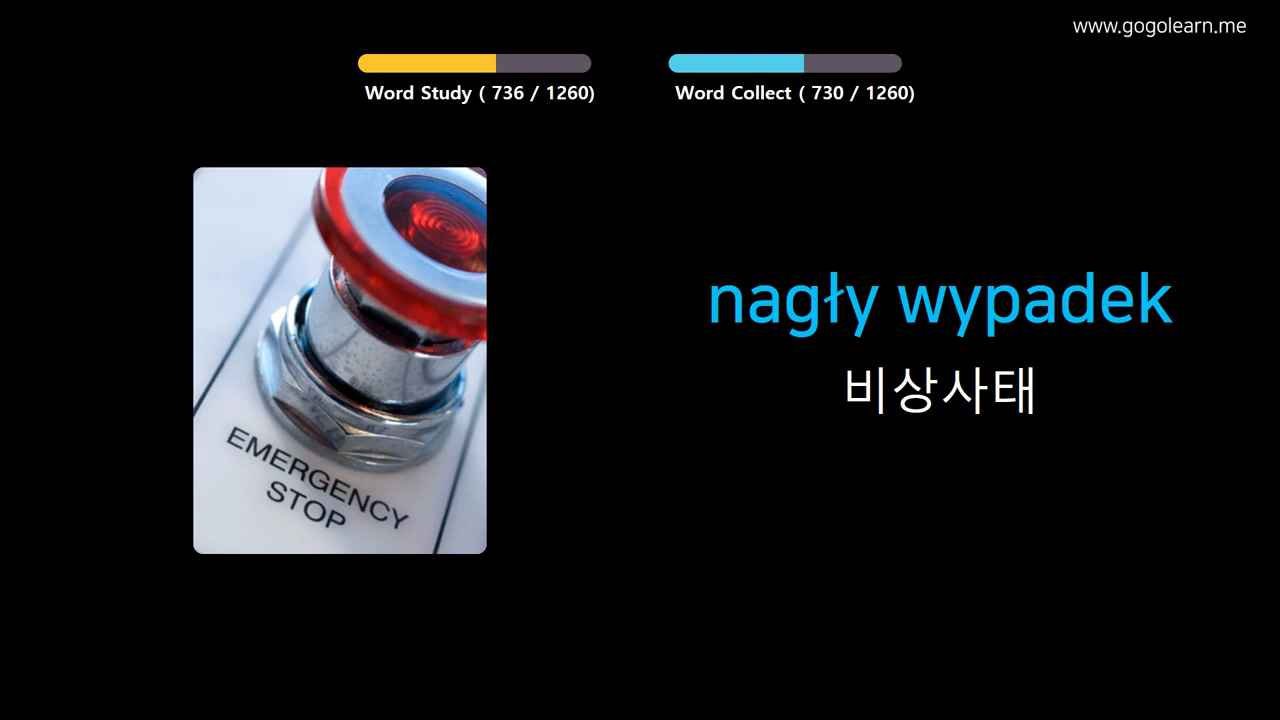 www.gogolearn.me
Word Study ( 736 / 1260)
Word Collect ( 730 / 1260)
nagły wypadek
비상사태
EMERGENCY
STOP